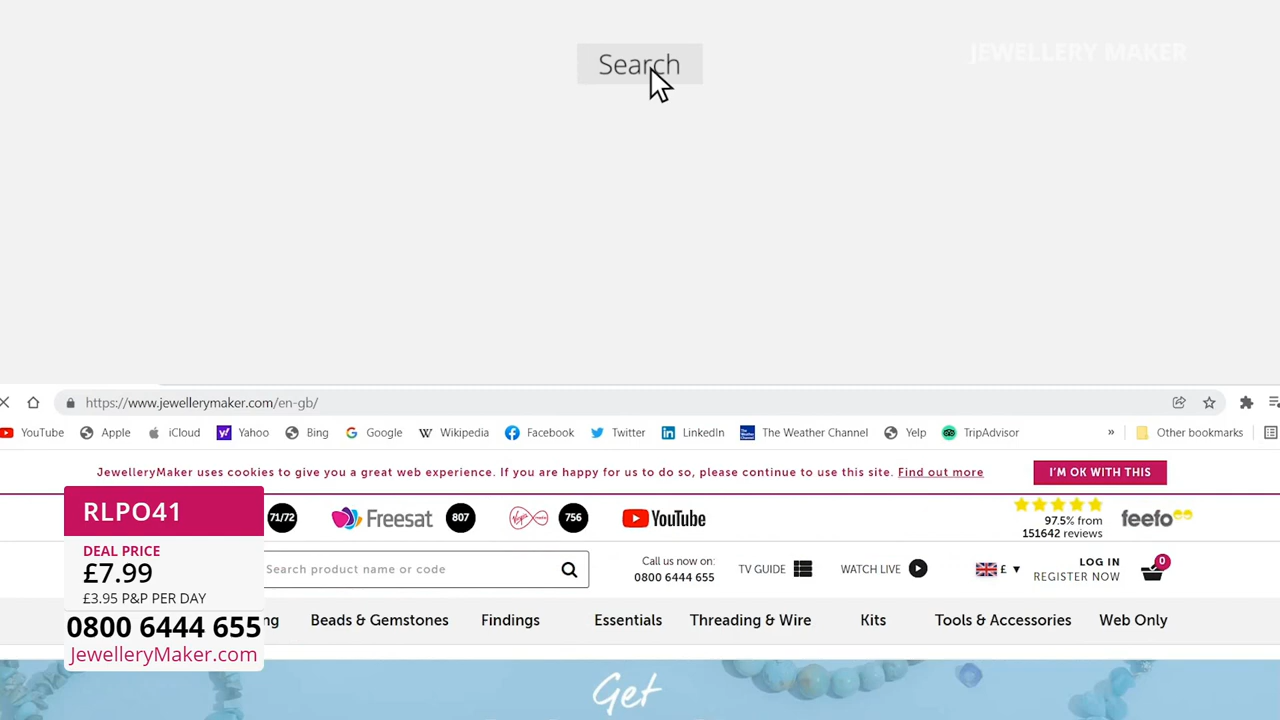 Search
JEWELLERY MAKER
https://www.jewellerymaker.com/en-gb/
YouTube Apple iCloud Yahoo Bing Google Wikipedia Facebook Twitter LinkedIn The Weather Channel Yelp TripAdvisor » Other bookmarks
JewelleryMaker uses cookies to give you a great web experience. If you are happy for us to do so, please continue to use this site. Find out more
I'M OK WITH THIS
71/72 Freesat 807 Virgin media 756 YouTube
97.5% from
151642 reviews
feefo
Search product name or code
Call us now on:
0800 6444 655
TV GUIDE
WATCH LIVE
£ ▼
LOG IN
REGISTER NOW
0
Beads & Gemstones Findings Essentials Threading & Wire Kits Tools & Accessories Web Only
Get
RLPO41
DEAL PRICE
£7.99
£3.95 P&P PER DAY
0800 6444 655
JewelleryMaker.com